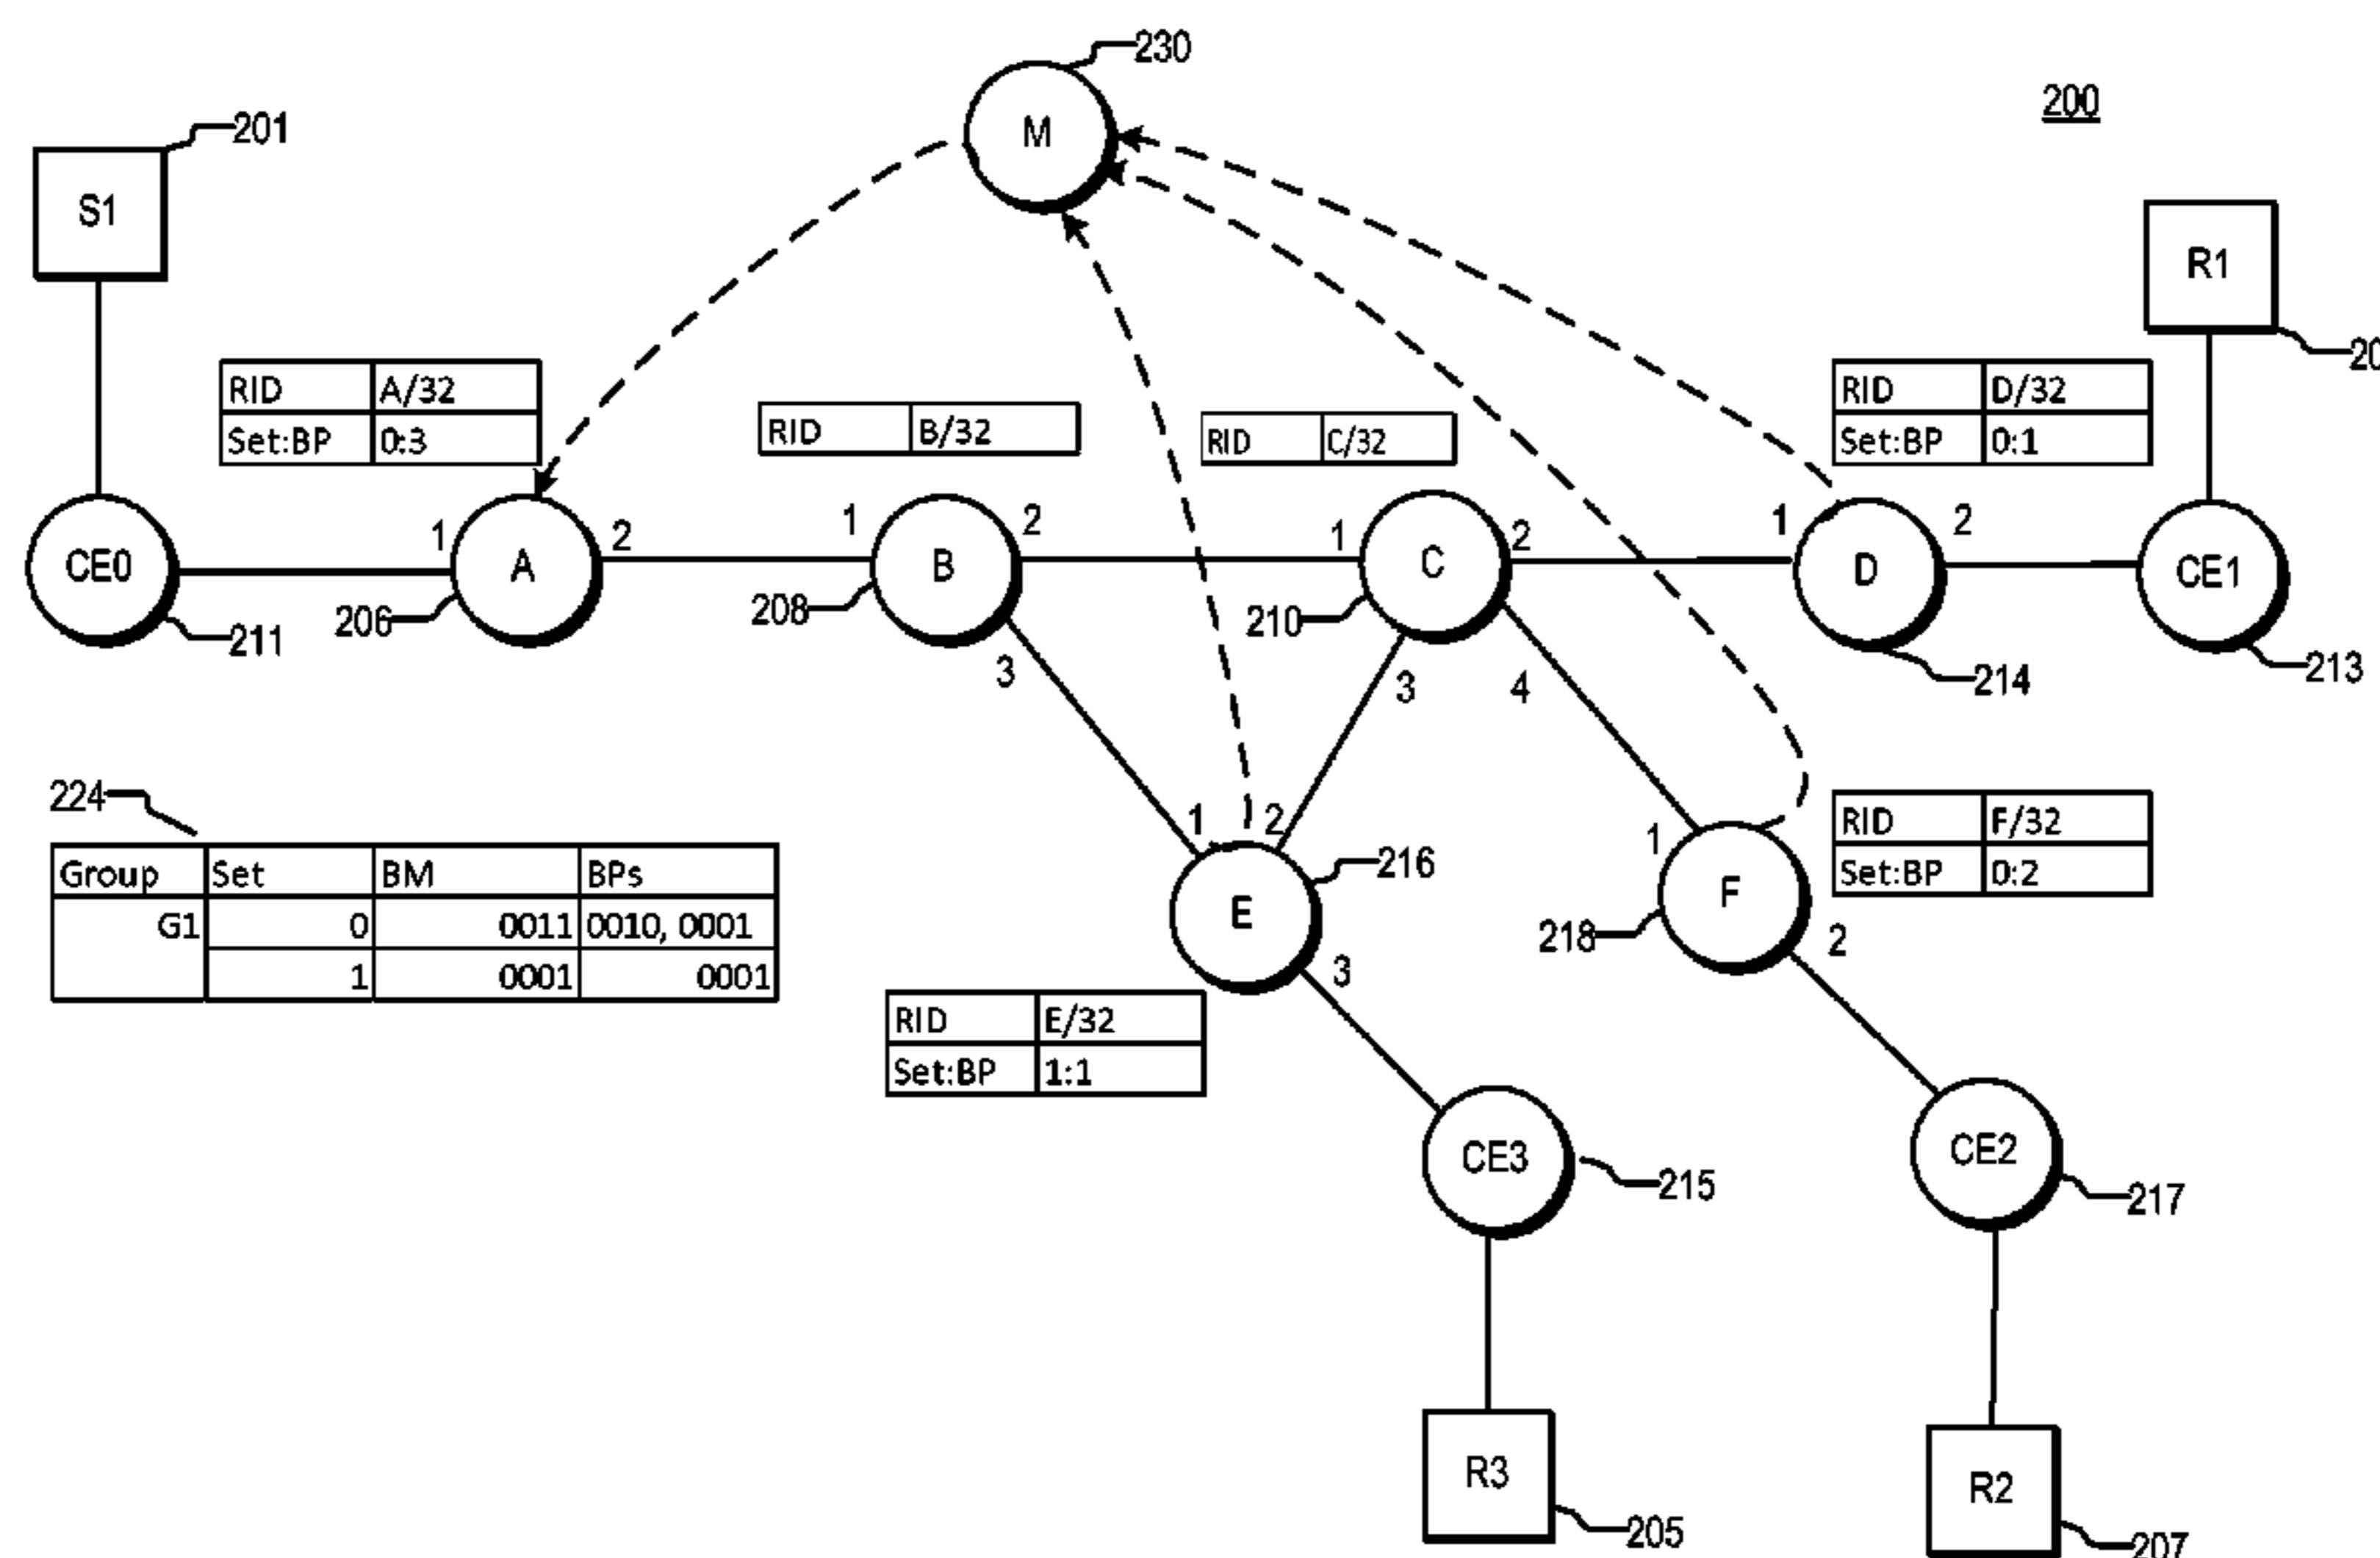 230
200
201
M
S1
R1
20
RID A/32
Set:BP 0:3
RID B/32
RID C/32
RID D/32
Set:BP 0:1
CE0 1 A 2 1 B 2 1 C 2 1 D 2 CE1
211 206 208 210 214 213
3 3 4
224
Group Set BM BPs
G1 0 0011 0010, 0001
1 0001 0001
1 2 216
E
3
1 F 2
218
RID F/32
Set:BP 0:2
RID E/32
Set:BP 1:1
CE3 215
CE2 217
R3 205
R2 207